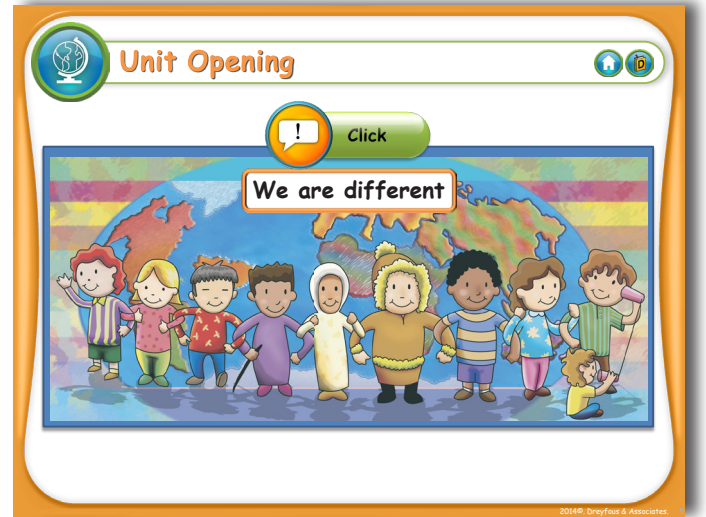 Unit Opening
D
!
Click
We are different
2014©. Dreyfous & Associates.